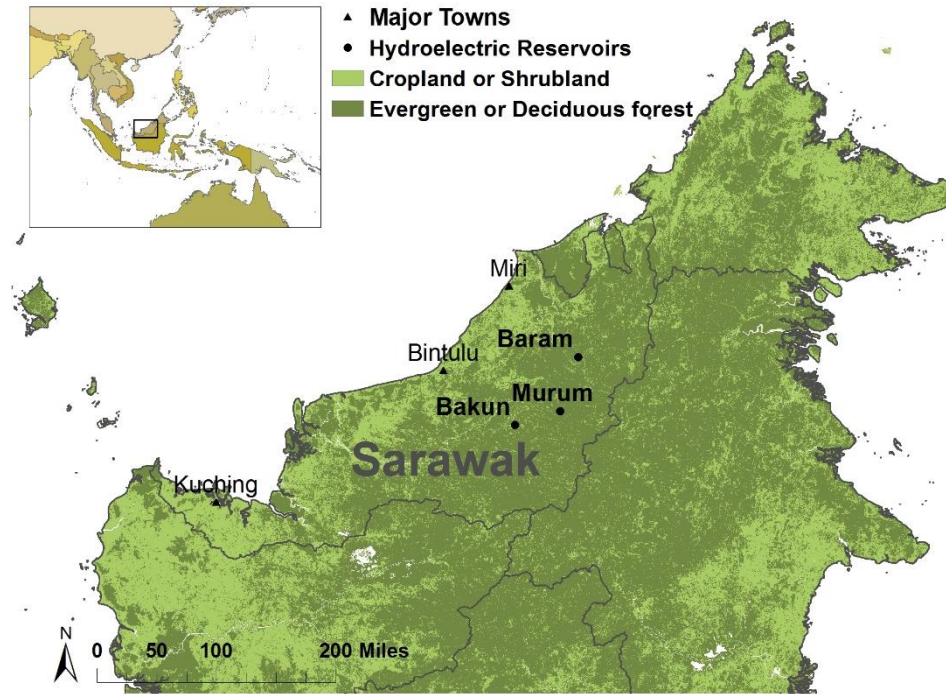 Major Towns
Hydroelectric Reservoirs
Cropland or Shrubland
Evergreen or Deciduous forest
Miri
Baram
Bintulu
Murum
Bakun
Sarawak
Kuching
N
0 50 100 200 Miles